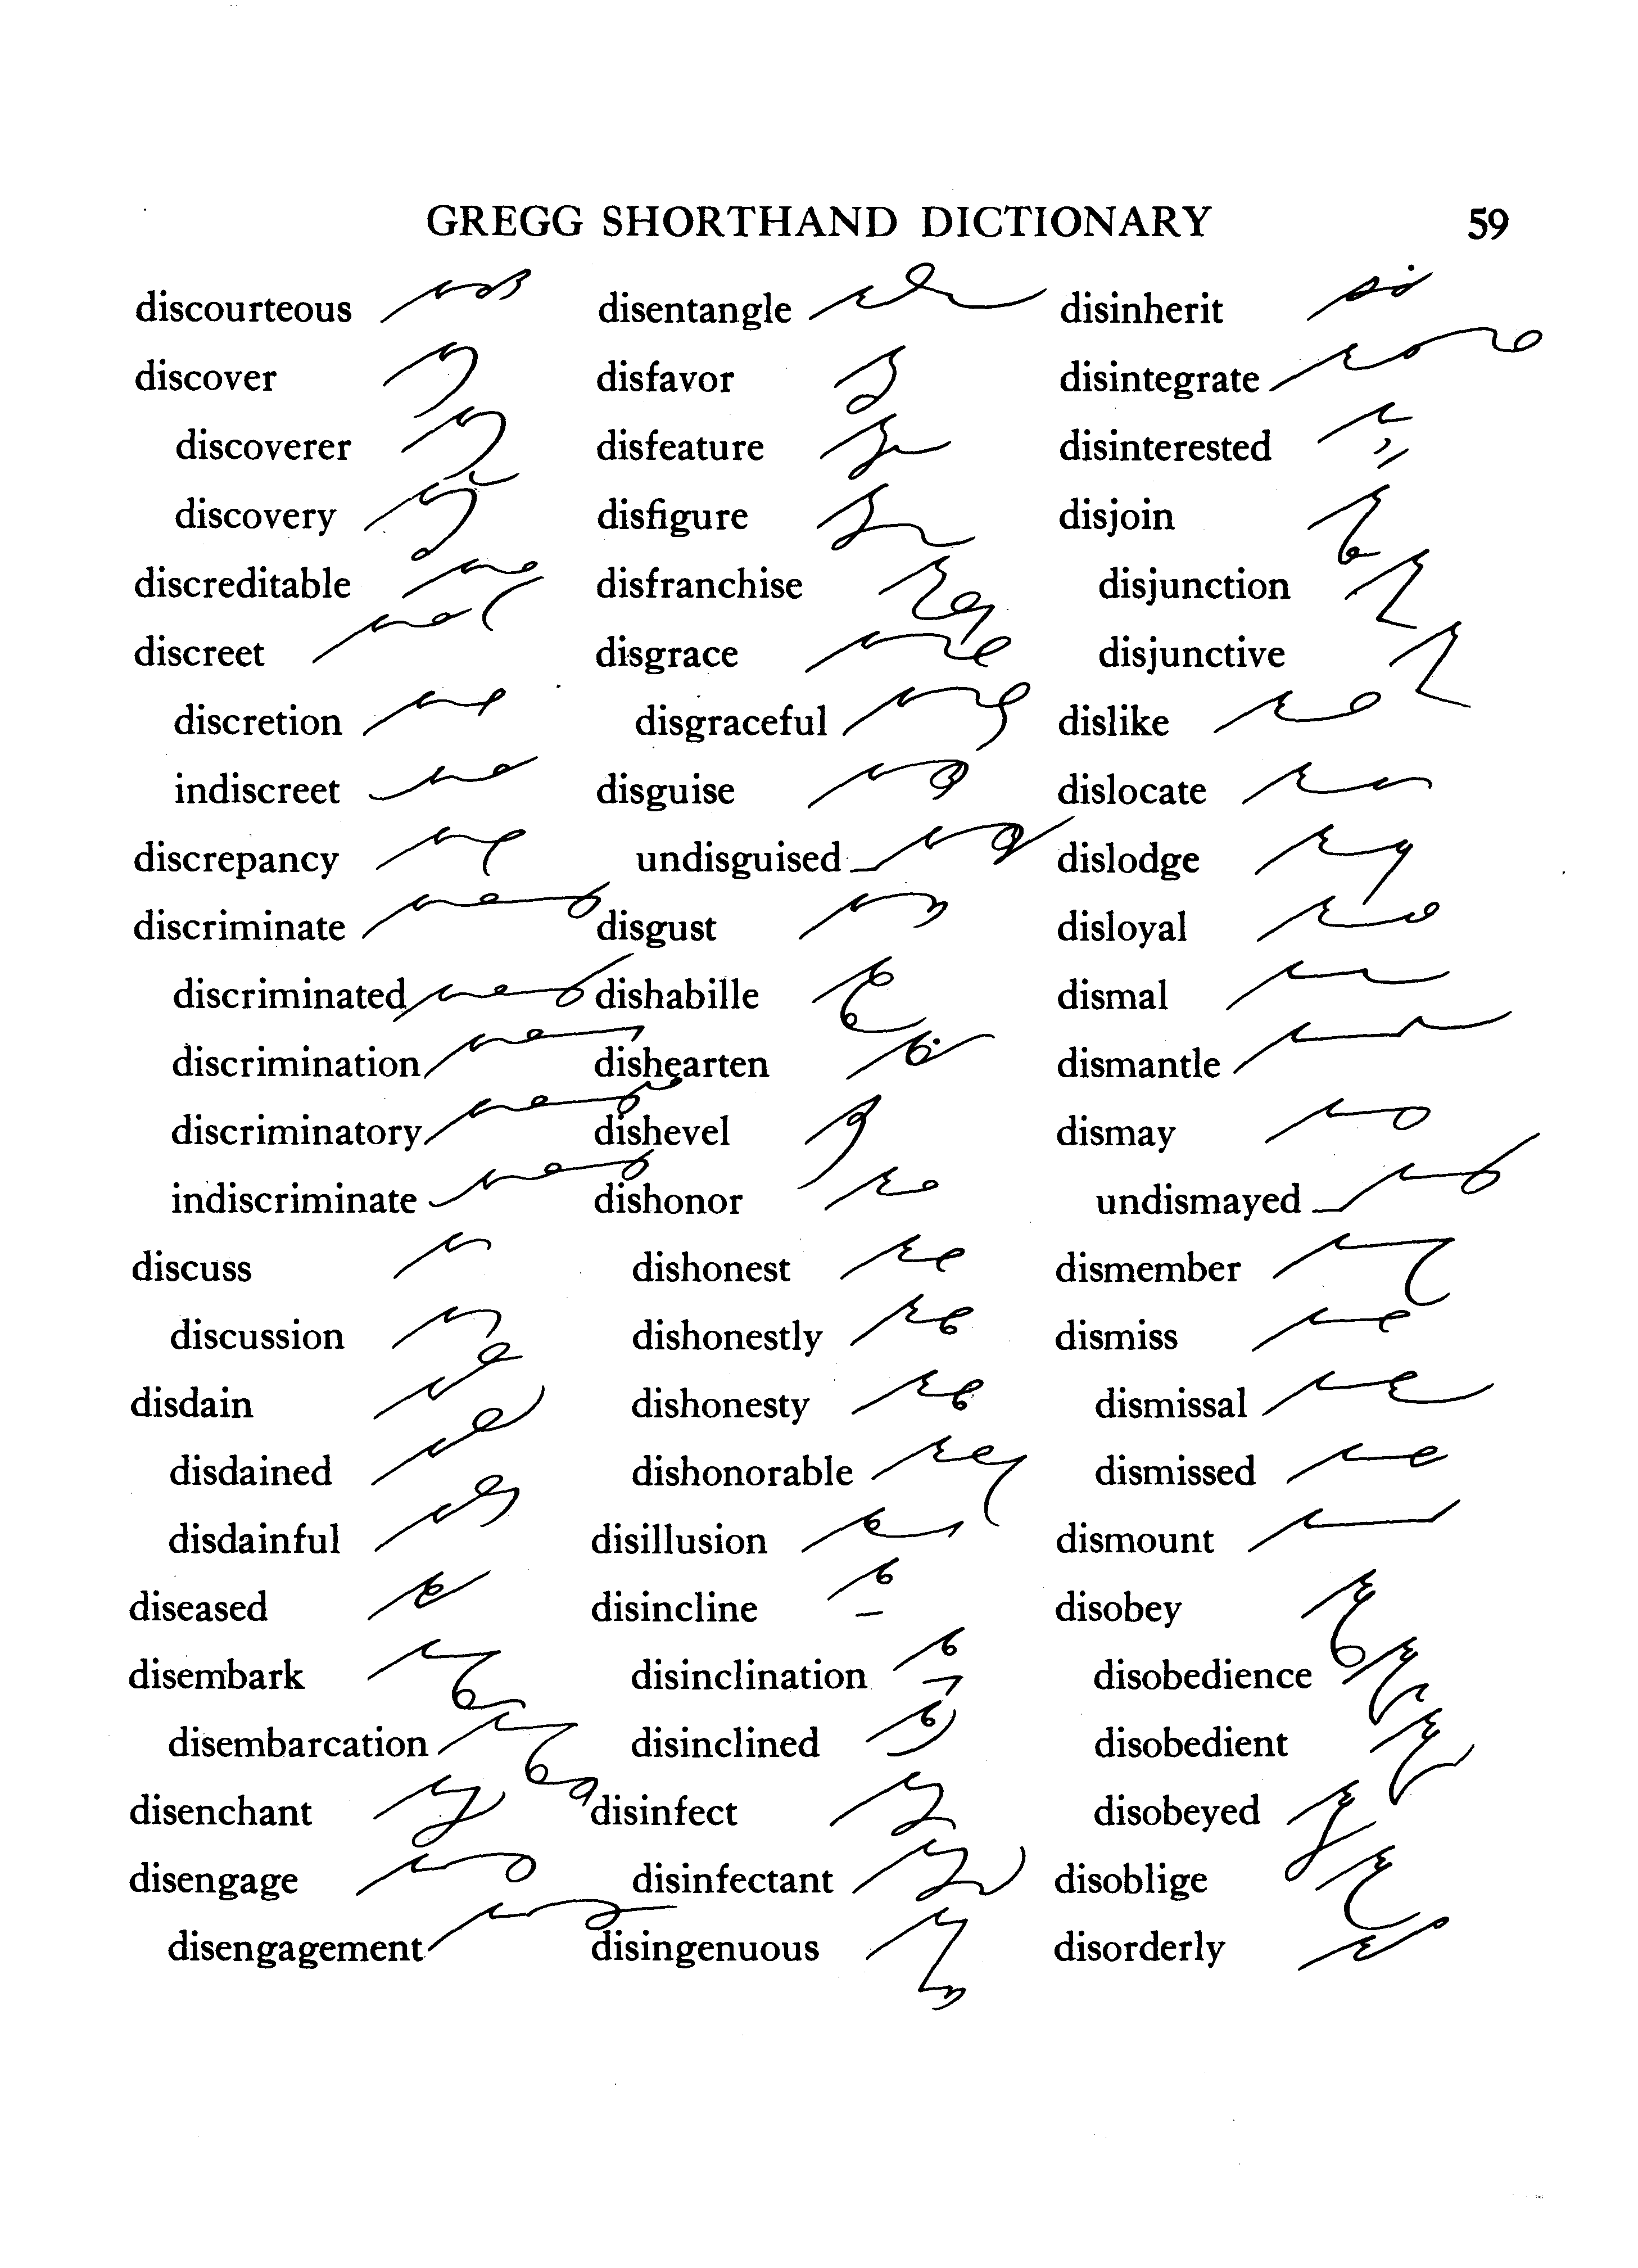 GREGG SHORTHAND DICTIONARY 59
discourteous
discover
discoverer
discovery
discreditable
discreet
discretion
indiscreet
discrepancy
discriminate
discriminated
discrimination
discriminatory
indiscriminate
discuss
discussion
disdain
disdained
disdainful
diseased
disembark
disembarcation
disenchant
disengage
disengagement
disentangle
disfavor
disfeature
disfigure
disfranchise
disgrace
disgraceful
disguise
undisguised
disgust
dishabille
dishearten
dishevel
dishonor
dishonest
dishonestly
dishonesty
dishonorable
disillusion
disincline
disinclination
disinclined
disinfect
disinfectant
disingenuous
disinherit
disintegrate
disinterested
disjoin
disjunction
disjunctive
dislike
dislocate
dislodge
disloyal
dismal
dismantle
dismay
undismayed
dismember
dismiss
dismissal
dismissed
dismount
disobey
disobedience
disobedient
disobeyed
disoblige
disorderly